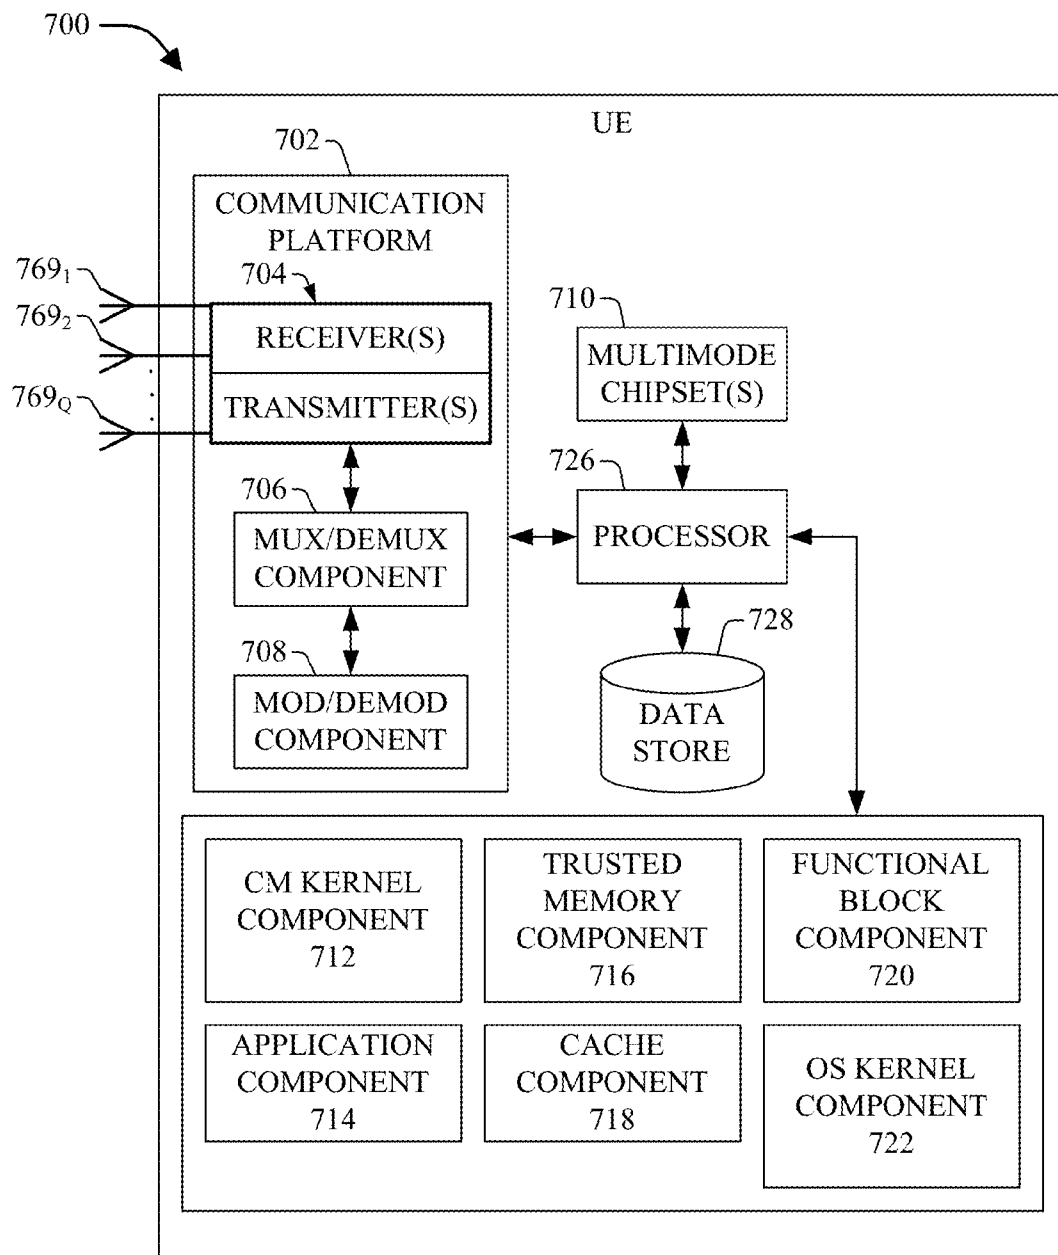 700
UE
702
COMMUNICATION
PLATFORM
769₁
704
769₂
RECEIVER(S)
769Q
TRANSMITTER(S)
710
MULTIMODE
CHIPSET(S)
706
MUX/DEMUX
COMPONENT
726
PROCESSOR
708
MOD/DEMOD
COMPONENT
728
DATA
STORE
CM KERNEL
COMPONENT
712
TRUSTED
MEMORY
COMPONENT
716
FUNCTIONAL
BLOCK
COMPONENT
720
APPLICATION
COMPONENT
714
CACHE
COMPONENT
718
OS KERNEL
COMPONENT
722